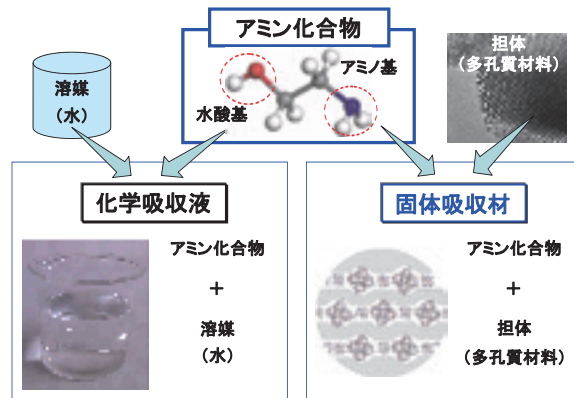 アミン化合物
溶媒
（水）
水酸基
アミノ基
担体
（多孔質材料）
化学吸収液
アミン化合物
＋
溶媒
（水）
固体吸収材
アミン化合物
＋
担体
（多孔質材料）